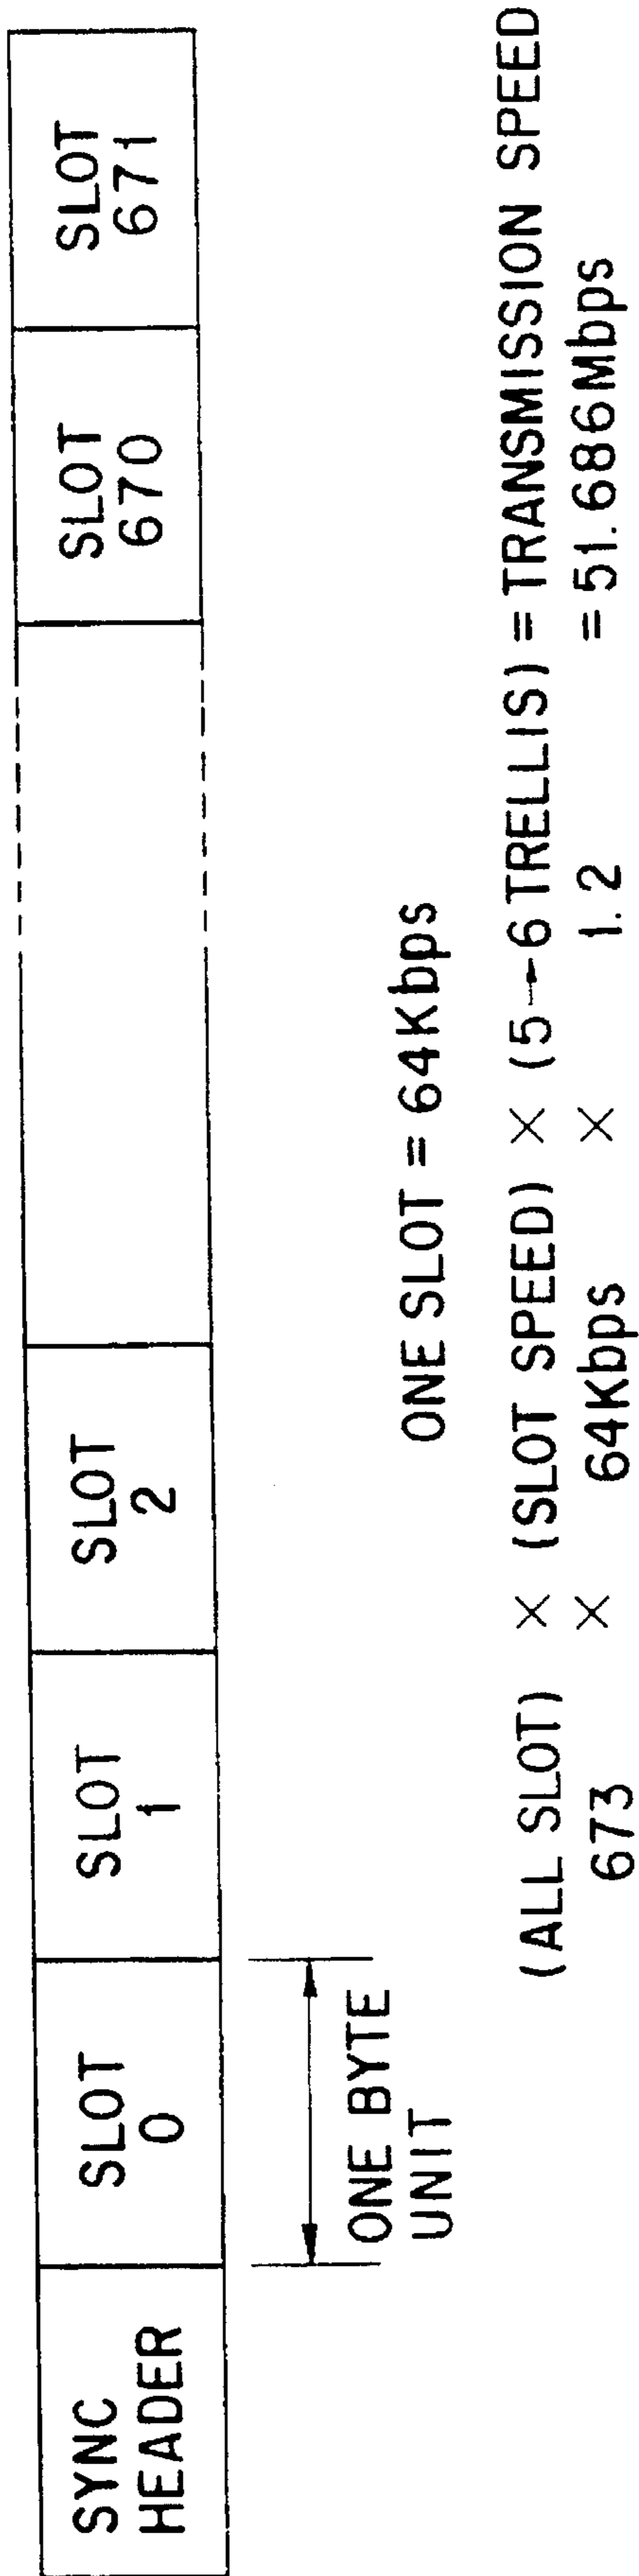 SYNC
HEADER
SLOT
0
SLOT
1
SLOT
2
SLOT
670
SLOT
671
ONE BYTE
UNIT
ONE SLOT = 64Kbps
(ALL SLOT) × (SLOT SPEED) × (5→6 TRELLIS) = TRANSMISSION SPEED
673 × 64Kbps × 1.2 = 51.686Mbps